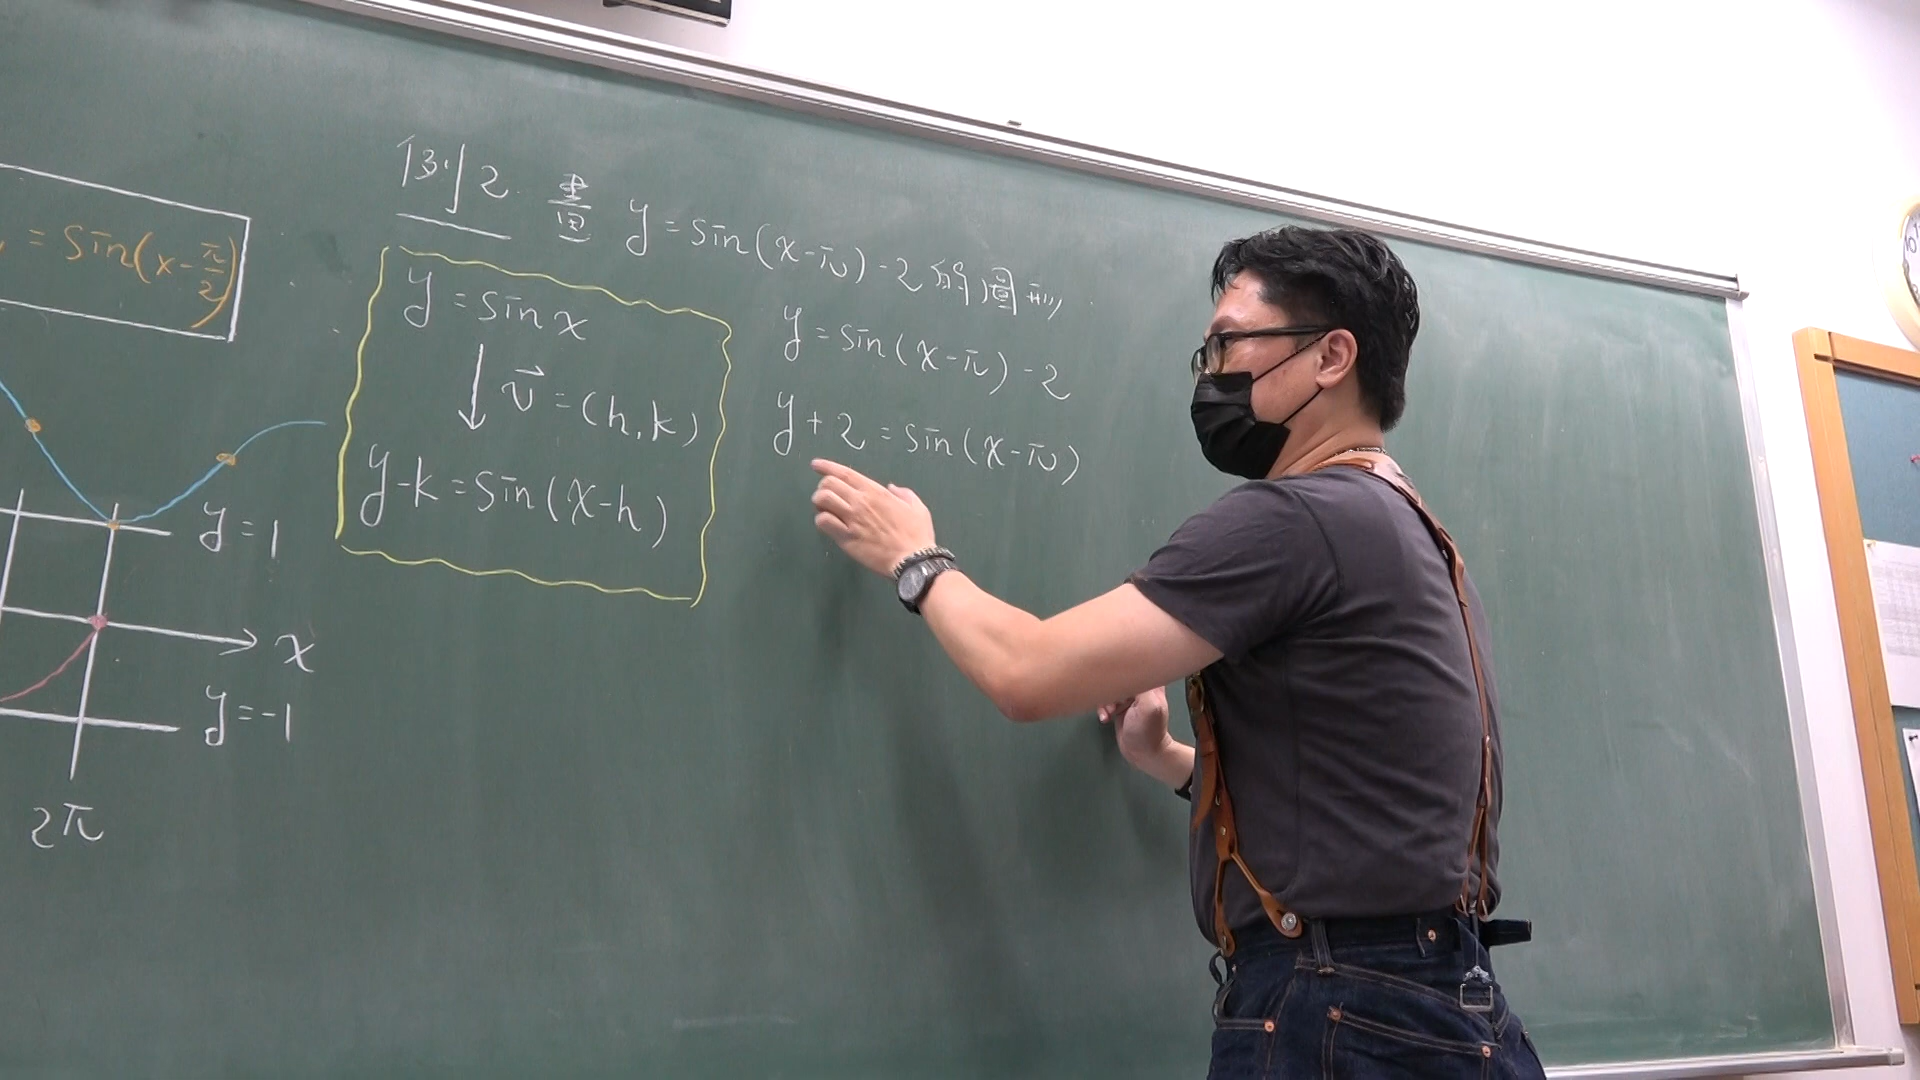 = sin(x-π/2)
y=1
x
y=-1
2π
例2. 畫 y=sin(x-π)-2 的圖形
y=sin x
↓ v⃗=(h,k)
y-k=sin(x-h)
y=sin(x-π)-2
y+2=sin(x-π)